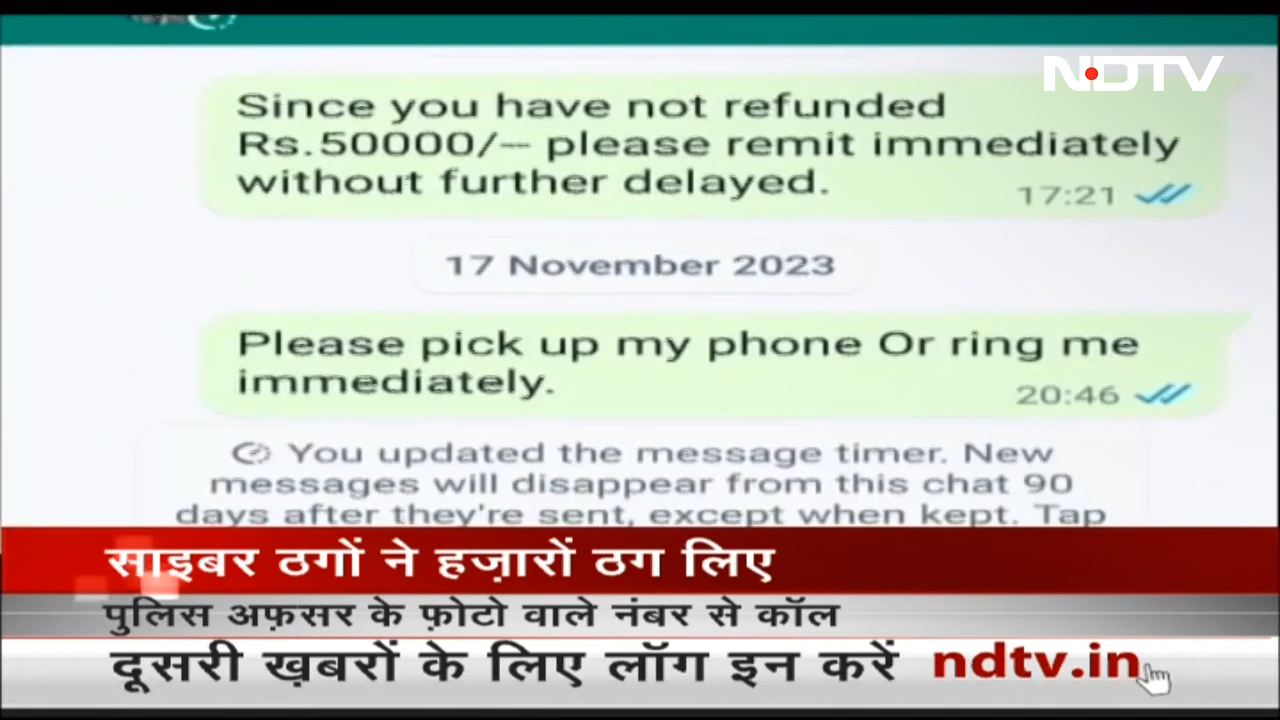 NDTV
Since you have not refunded
Rs.50000/-- please remit immediately
without further delayed.
17:21
17 November 2023
Please pick up my phone Or ring me
immediately.
20:46
You updated the message timer. New
messages will disappear from this chat 90
days after they're sent, except when kept. Tap
साइबर ठगों ने हज़ारों ठग लिए
पुलिस अफ़सर के फ़ोटो वाले नंबर से कॉल
दूसरी ख़बरों के लिए लॉग इन करें ndtv.in